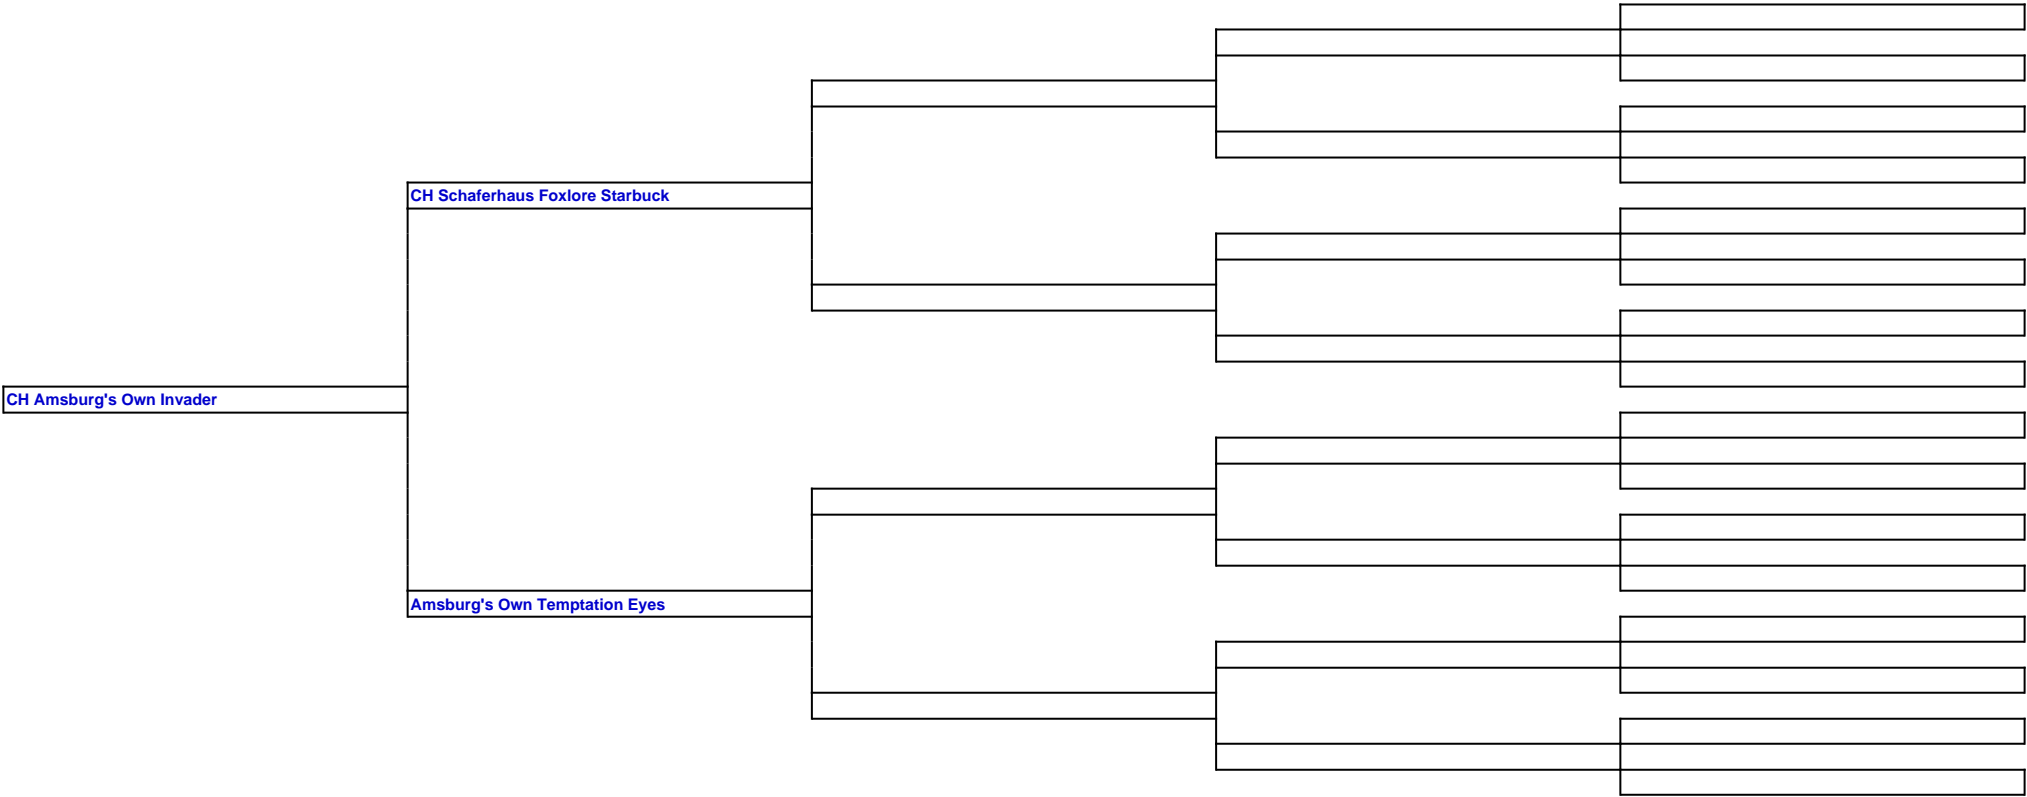 CH Schaferhaus Foxlore Starbuck
CH Amsburg's Own Invader
Amsburg's Own Temptation Eyes